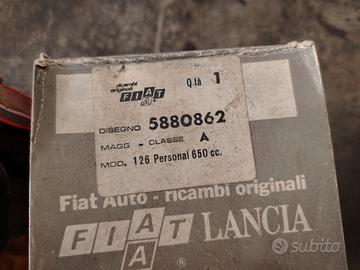 ricambi
originali
FIAT
Q.tà 1
DISEGNO 5880862
MAGG - CLASSE A
MOD. 126 Personal 650 cc.
Fiat Auto - ricambi originali
FIAT LANCIA
A
®
subito